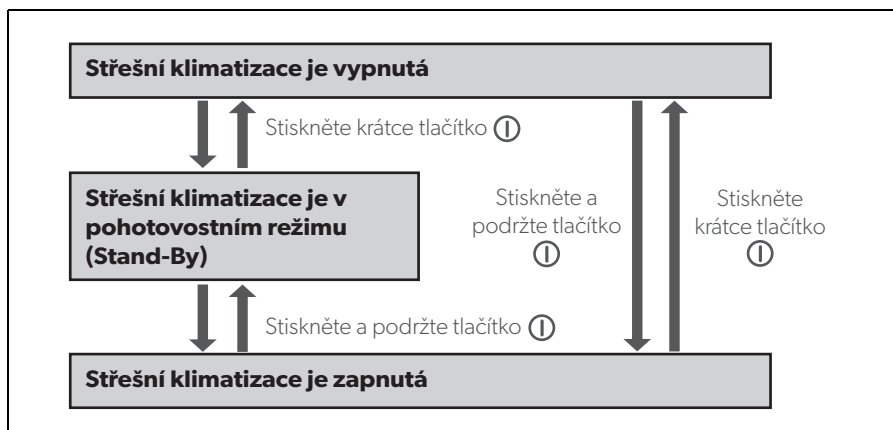 Střešní klimatizace je vypnutá
Stiskněte krátce tlačítko
Střešní klimatizace je v
pohotovostním režimu
(Stand-By)
Stiskněte a
podržte tlačítko
Stiskněte
krátce tlačítko
Stiskněte a podržte tlačítko
Střešní klimatizace je zapnutá